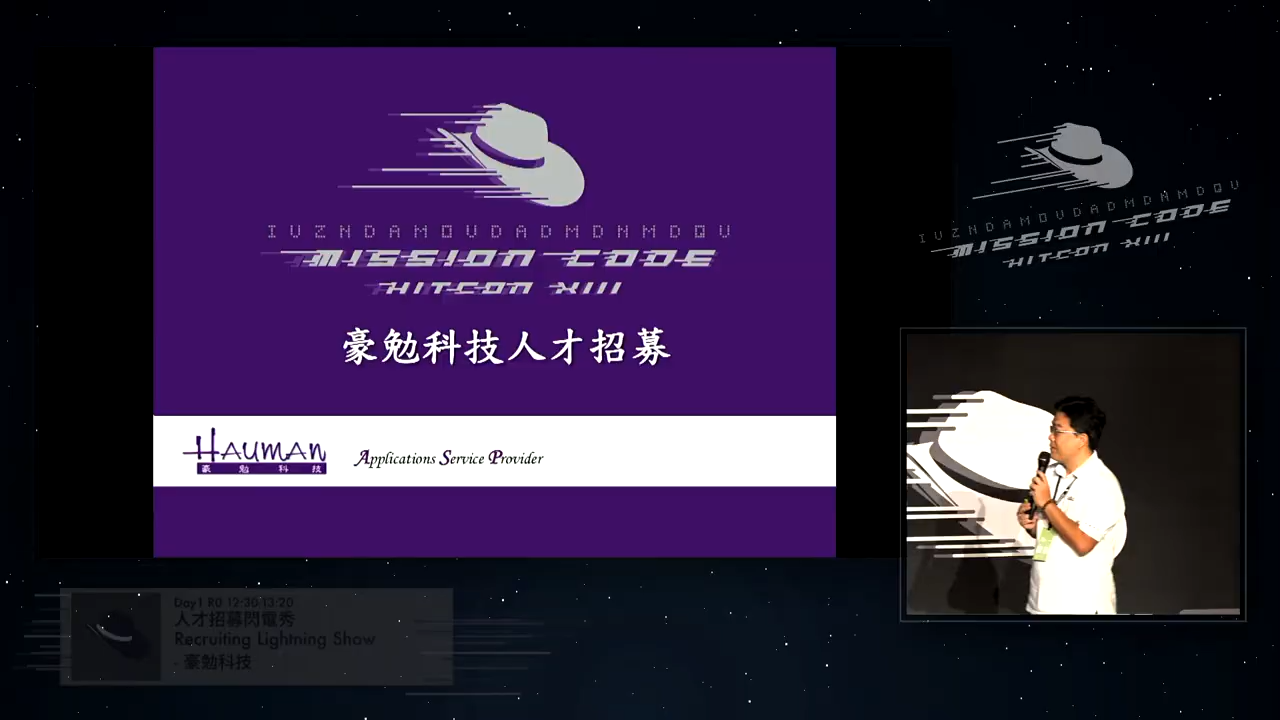 IVZNDAMOVDADMDNMDQV
MISSION CODE
HITCON XIII
豪勉科技人才招募
HAUMAN
豪勉科技
Applications Service Provider
IVZNDAMOVDADMDNMDQV
MISSION CODE
HITCON XIII
Day1 R0 12:30-13:20
人才招募閃電秀
Recruiting Lightning Show
- 豪勉科技